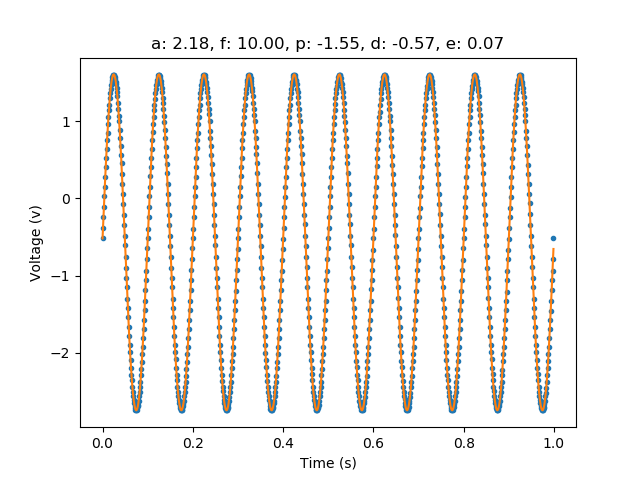 a: 2.18, f: 10.00, p: -1.55, d: -0.57, e: 0.07
1
0
−1
−2
Voltage (v)
0.0 0.2 0.4 0.6 0.8 1.0
Time (s)